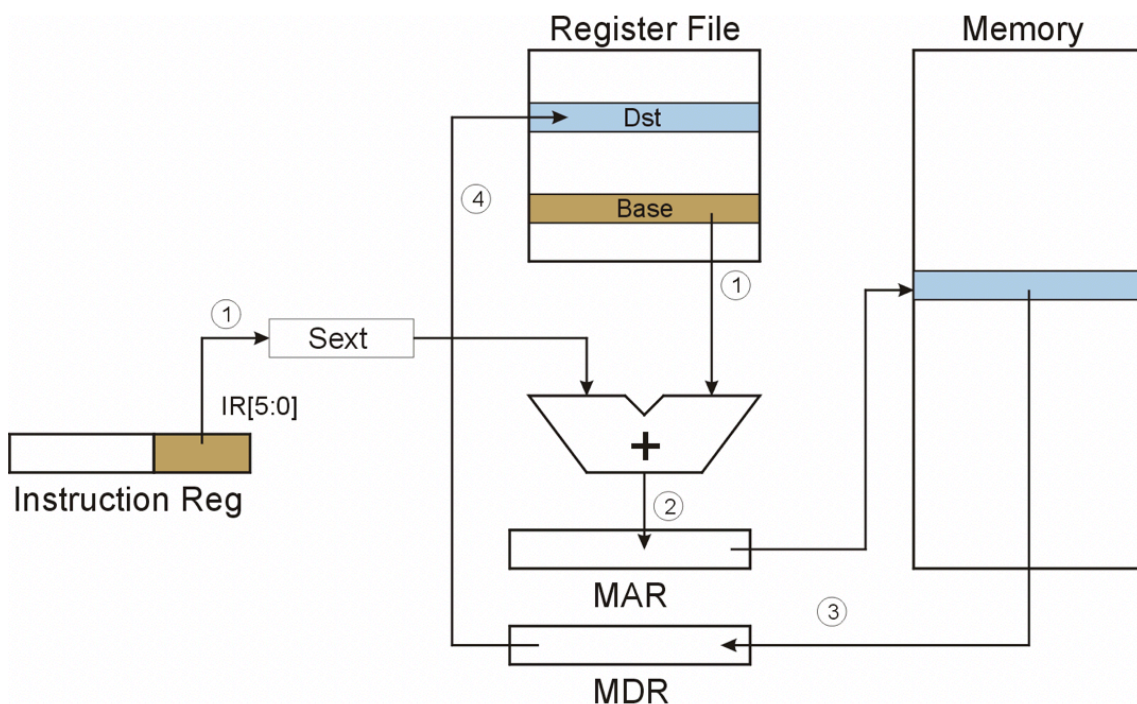 Register File
Memory
Dst
4
Base
1
1
Sext
IR[5:0]
+
Instruction Reg
2
MAR
3
MDR